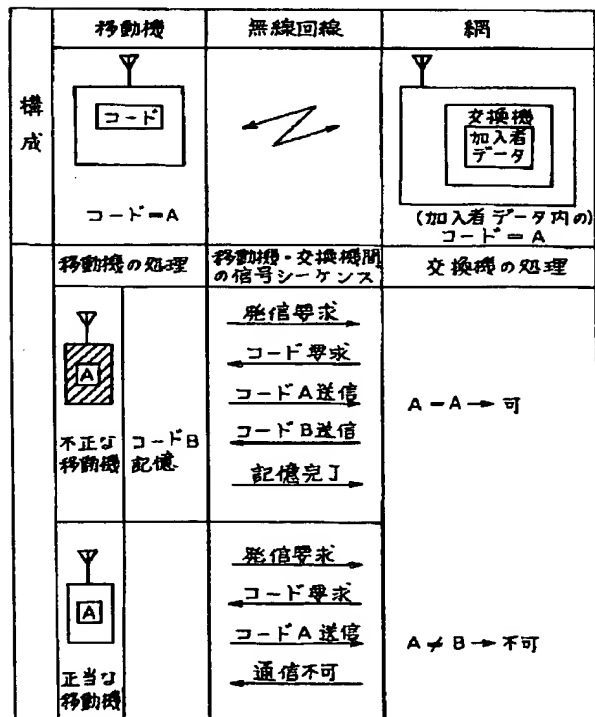 移動機
無線回線
網
構成
コード
コード=A
交換機
加入者
データ
(加入者データ内の)
コード=A
移動機の処理
移動機・交換機間
の信号シーケンス
交換機の処理
A
不正な
移動機
コードB
記憶
発信要求
コード要求
コードA送信
コードB送信
記憶完了
A=A→可
A
正当な
移動機
発信要求
コード要求
コードA送信
通信不可
A≠B→不可